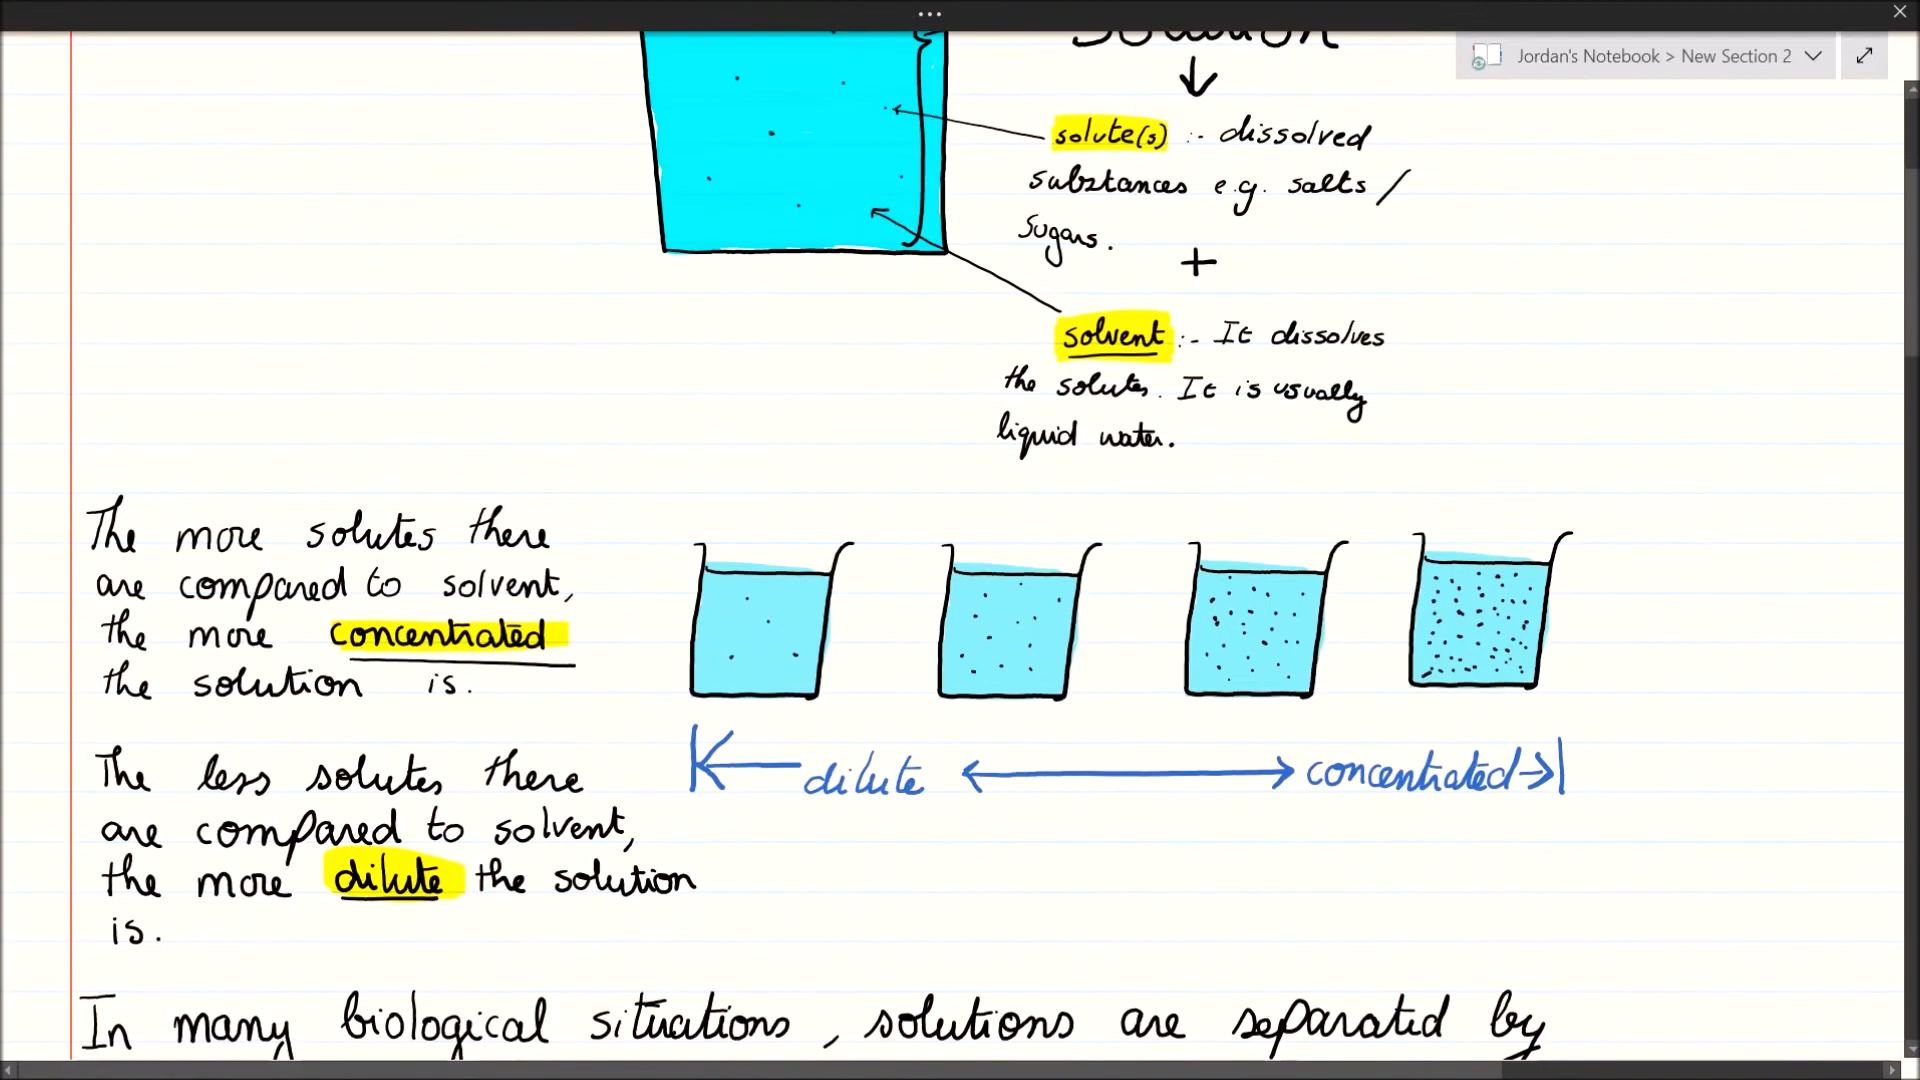 solution
Jordan's Notebook > New Section 2
solute(s) :- dissolved
substances e.g. salts /
sugars.
+
solvent :- It dissolves
the solutes. It is usually
liquid water.
The more solutes there
are compared to solvent,
the more concentrated
the solution is.
The less solutes there
are compared to solvent,
the more dilute the solution
is.
dilute concentrated
In many biological situations, solutions are separated by